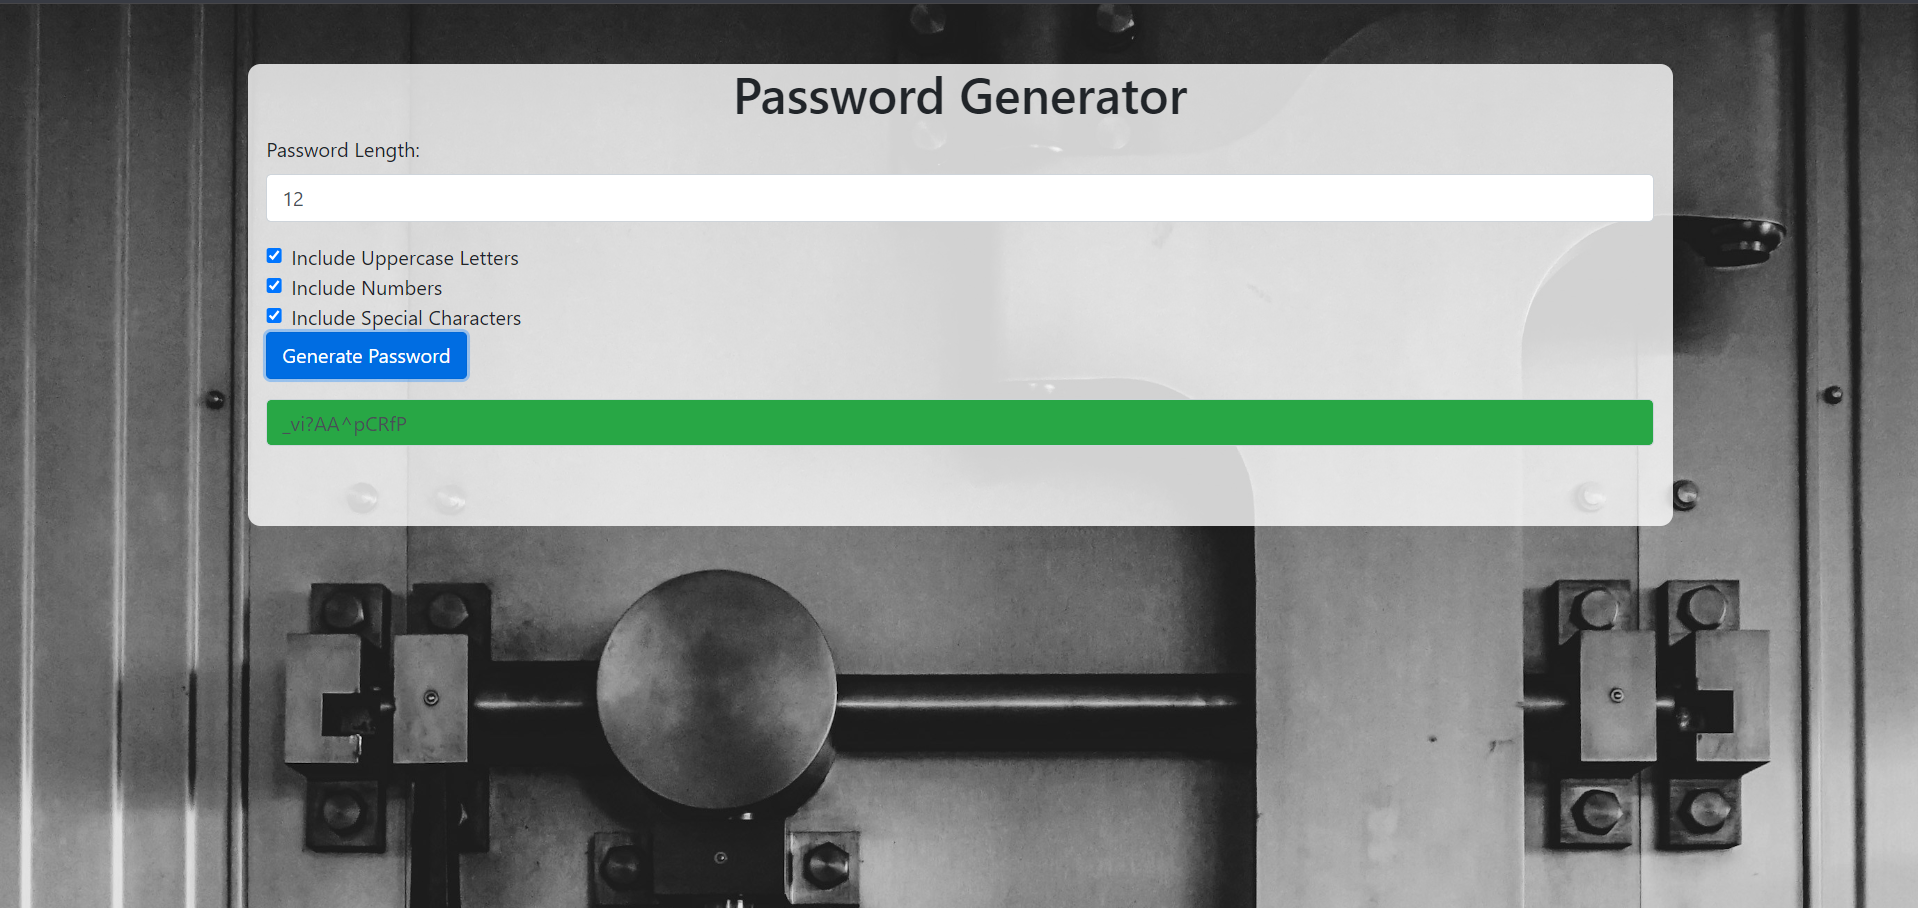 Password Generator
Password Length:
12
Include Uppercase Letters
Include Numbers
Include Special Characters
Generate Password
_vi?AA^pCRfP